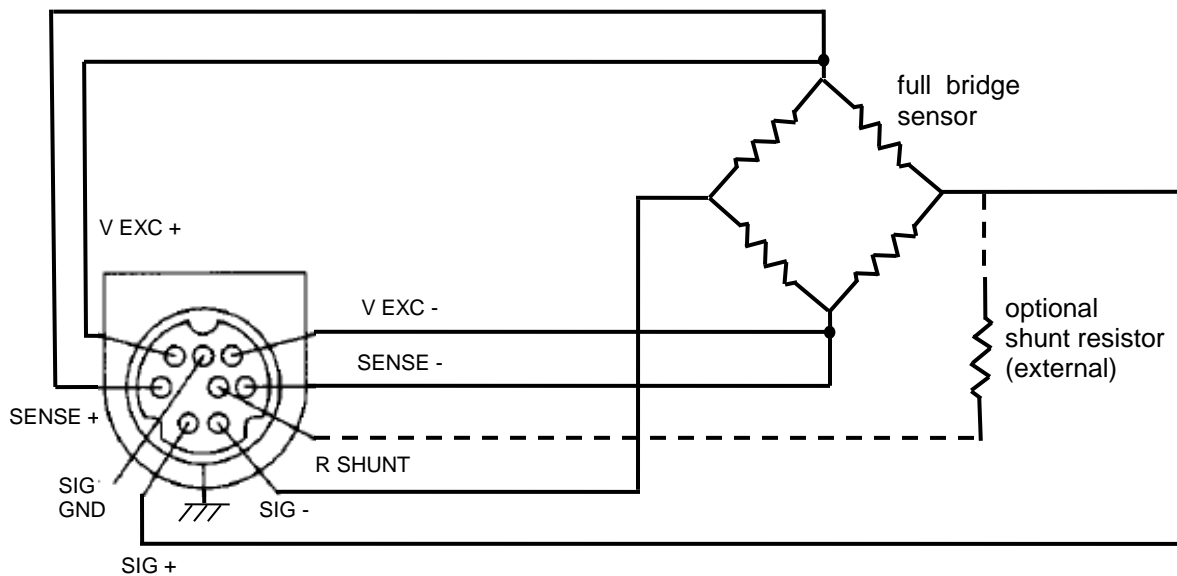 full bridge
sensor
V EXC +
V EXC -
optional
shunt resistor
(external)
SENSE -
SENSE +
R SHUNT
SIG
GND
SIG -
SIG +